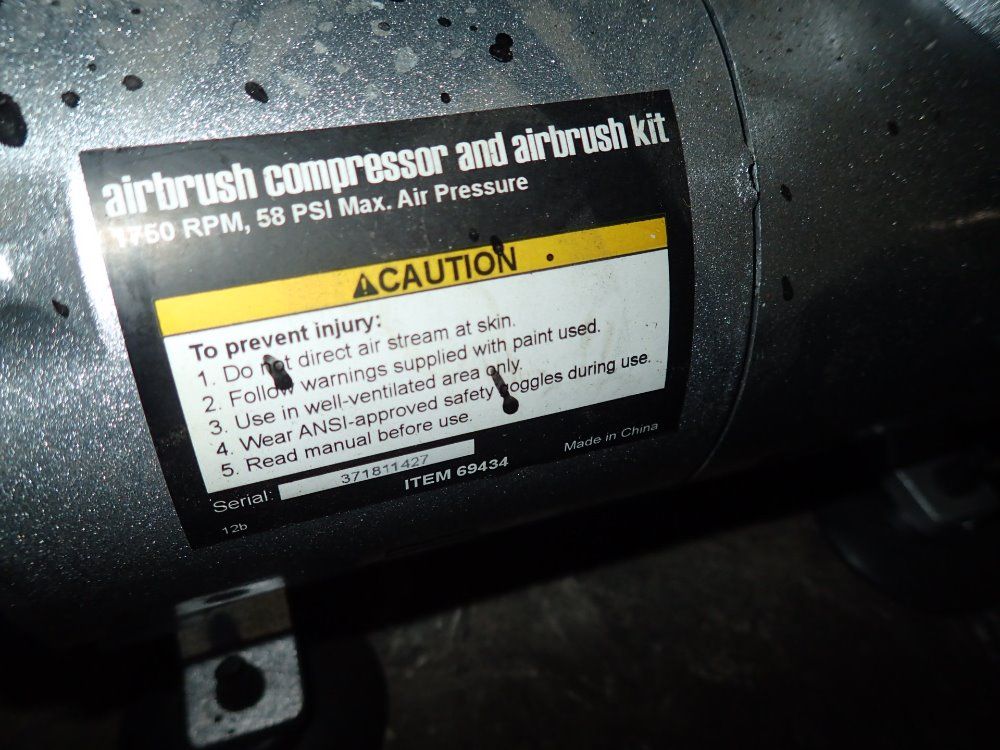 airbrush compressor and airbrush kit
1750 RPM, 58 PSI Max. Air Pressure
⚠CAUTION
To prevent injury:
1. Do not direct air stream at skin.
2. Follow warnings supplied with paint used.
3. Use in well-ventilated area only.
4. Wear ANSI-approved safety goggles during use.
5. Read manual before use.
Serial: 371811427
ITEM 69434
Made in China
12b